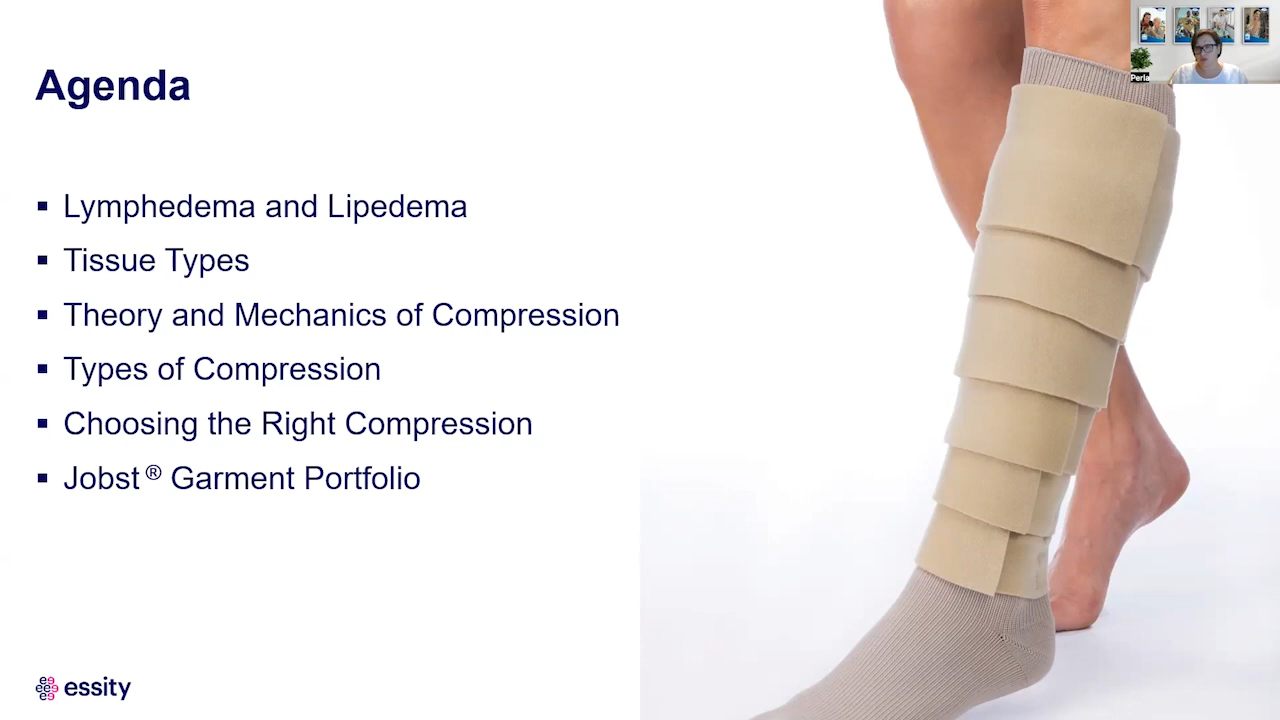 Agenda
▪ Lymphedema and Lipedema
▪ Tissue Types
▪ Theory and Mechanics of Compression
▪ Types of Compression
▪ Choosing the Right Compression
▪ Jobst® Garment Portfolio
essity
Perla